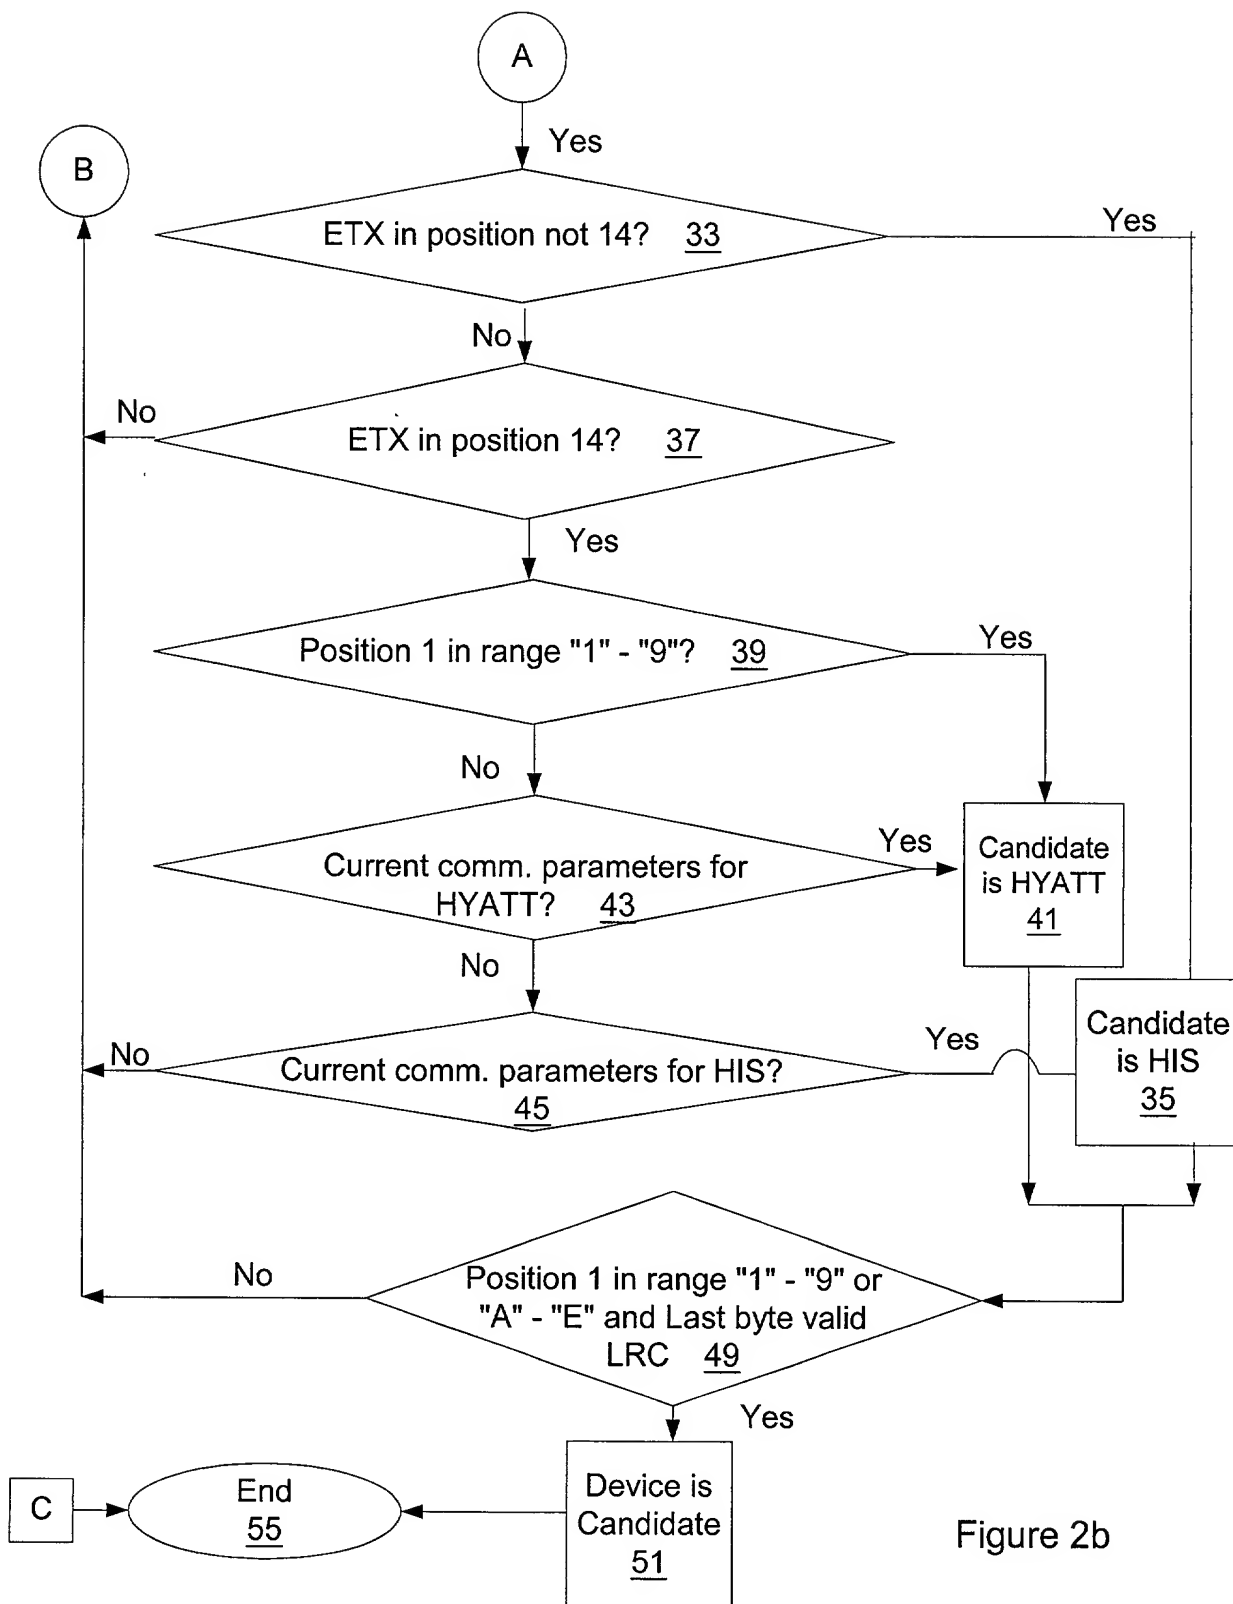 A
Yes
B
ETX in position not 14? 33
Yes
No
No
ETX in position 14? 37
Yes
Position 1 in range "1" - "9"? 39
Yes
No
Current comm. parameters for
HYATT? 43
Yes
Candidate
is HYATT
41
No
No
Current comm. parameters for HIS?
45
Yes
Candidate
is HIS
35
No
Position 1 in range "1" - "9" or
"A" - "E" and Last byte valid
LRC 49
Yes
C
End
55
Device is
Candidate
51
Figure 2b